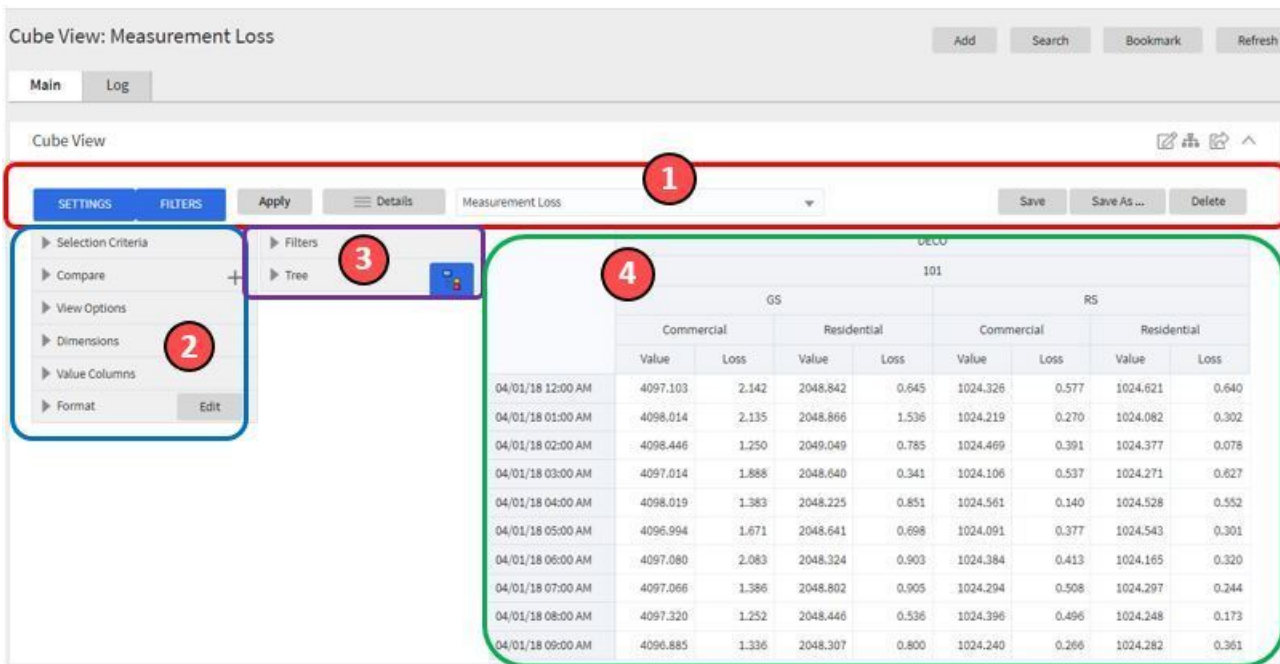 Cube View: Measurement Loss Add Search Bookmark Refresh
Main Log
Cube View
1
SETTINGS FILTERS Apply Details Measurement Loss Save Save As ... Delete
Selection Criteria Filters DECO
Compare + 3 Tree 4 101
View Options GS RS
Dimensions 2 Commercial Residential Commercial Residential
Value Columns Value Loss Value Loss Value Loss Value Loss
Format Edit 04/01/18 12:00 AM 4097.103 2.142 2048.842 0.645 1024.326 0.577 1024.621 0.640
04/01/18 01:00 AM 4098.014 2.135 2048.866 1.536 1024.219 0.270 1024.082 0.302
04/01/18 02:00 AM 4098.446 1.250 2049.049 0.785 1024.469 0.391 1024.377 0.078
04/01/18 03:00 AM 4097.014 1.888 2048.640 0.341 1024.106 0.537 1024.271 0.627
04/01/18 04:00 AM 4098.019 1.383 2048.225 0.851 1024.561 0.140 1024.528 0.552
04/01/18 05:00 AM 4096.994 1.671 2048.641 0.698 1024.091 0.377 1024.543 0.301
04/01/18 06:00 AM 4097.080 2.083 2048.324 0.903 1024.384 0.413 1024.165 0.320
04/01/18 07:00 AM 4097.066 1.386 2048.802 0.905 1024.294 0.508 1024.297 0.244
04/01/18 08:00 AM 4097.320 1.252 2048.446 0.536 1024.396 0.496 1024.248 0.173
04/01/18 09:00 AM 4096.885 1.336 2048.307 0.800 1024.240 0.266 1024.282 0.361